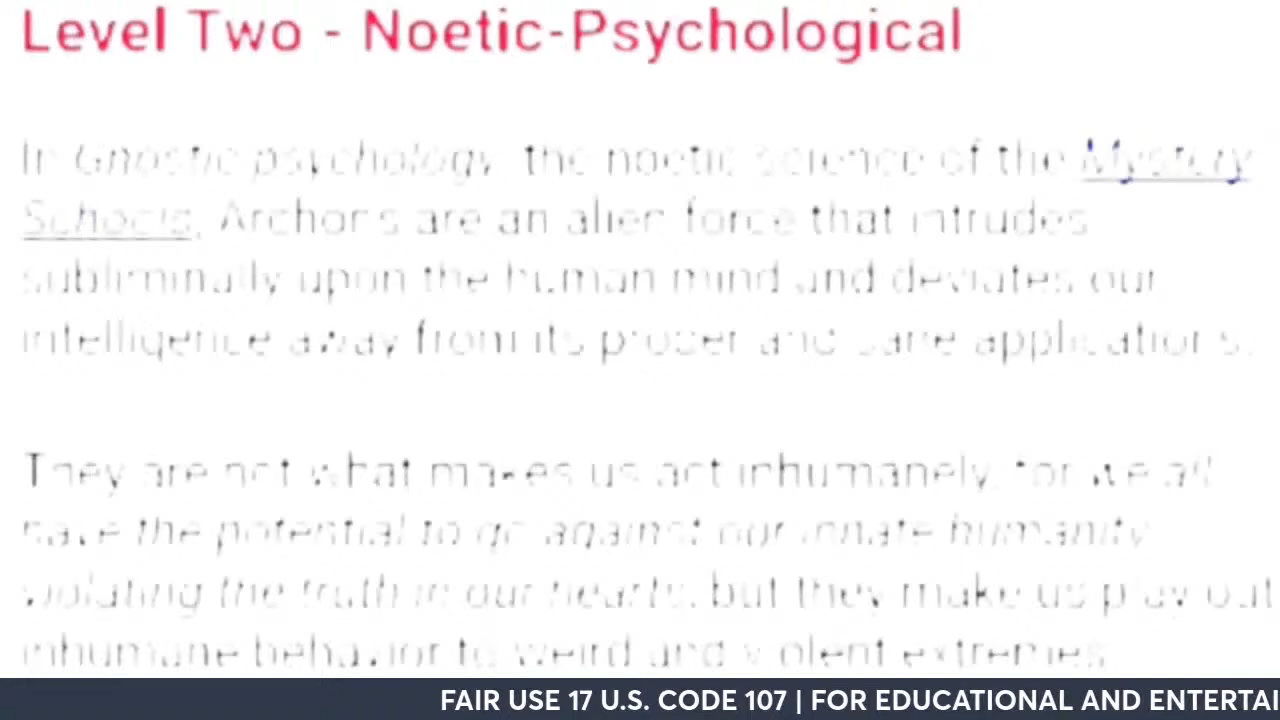 Level Two - Noetic-Psychological
In Gnostic psychology, the noetic science of the Mystery
Schools, Archons are an alien force that intrudes
subliminally upon the human mind and deviates our
intelligence away from its proper and sane applications.
They are not what makes us act inhumanely, for we all
have the potential to go against our innate humanity
violating the truth in our hearts, but they make us play out
inhumane behavior to weird and violent extremes
FAIR USE 17 U.S. CODE 107 | FOR EDUCATIONAL AND ENTERTAI